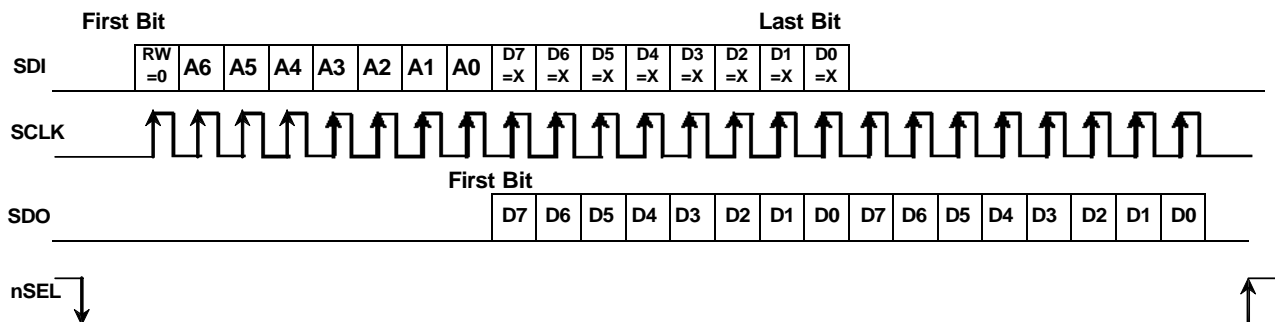 First Bit Last Bit
SDI RW =0 A6 A5 A4 A3 A2 A1 A0 D7 =X D6 =X D5 =X D4 =X D3 =X D2 =X D1 =X D0 =X
SCLK
First Bit
SDO D7 D6 D5 D4 D3 D2 D1 D0 D7 D6 D5 D4 D3 D2 D1 D0
nSEL